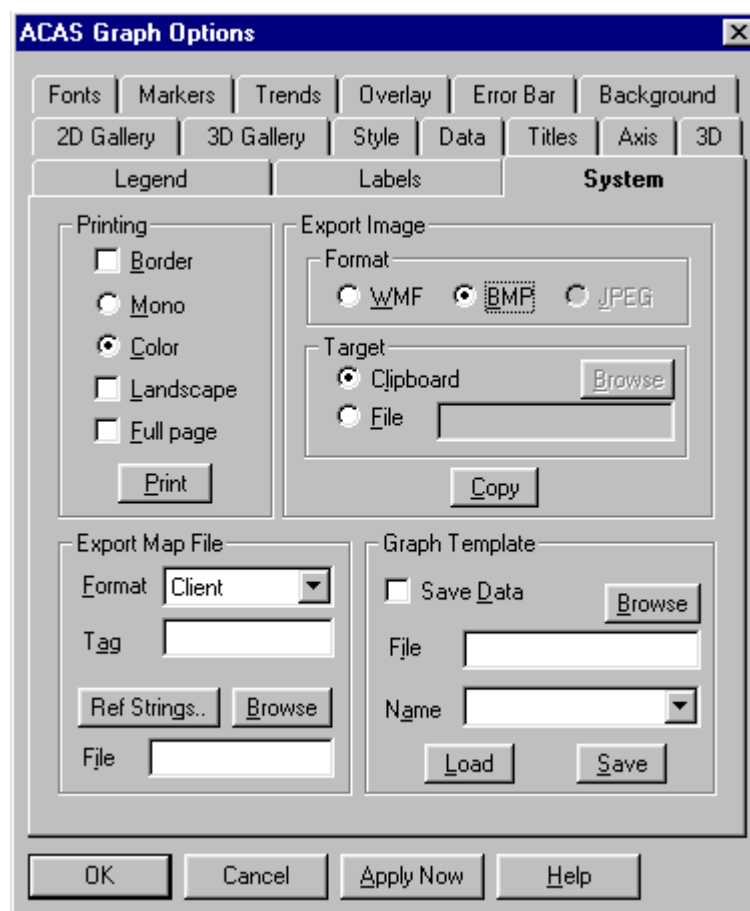 ACAS Graph Options
Fonts Markers Trends Overlay Error Bar Background
2D Gallery 3D Gallery Style Data Titles Axis 3D
Legend Labels System
Printing
Border
Mono
Color
Landscape
Full page
Print
Export Image
Format
WMF BMP JPEG
Target
Clipboard Browse
File
Copy
Export Map File
Format Client
Tag
Ref Strings.. Browse
File
Graph Template
Save Data Browse
File
Name
Load Save
OK Cancel Apply Now Help